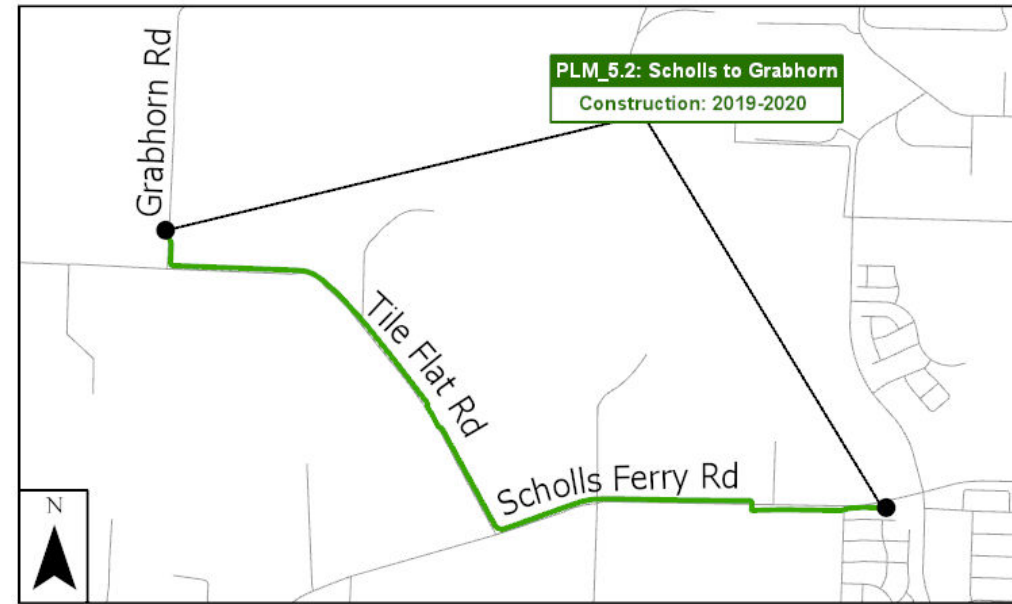 Grabhorn Rd
PLM_5.2: Scholls to Grabhorn
Construction: 2019-2020
Tile Flat Rd
Scholls Ferry Rd
N